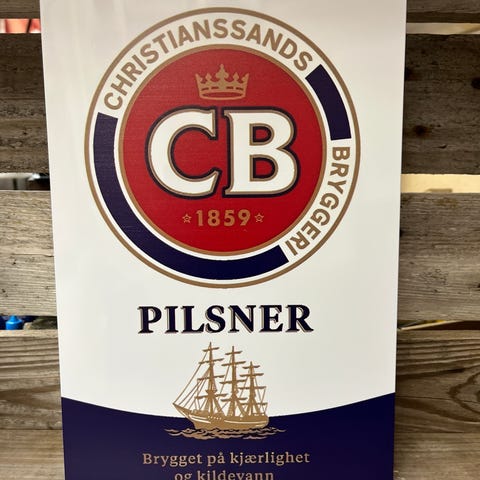 CHRISTIANSSANDS
BRYGGERI
CB
1859
PILSNER
Brygget på kjærlighet
og kildevann